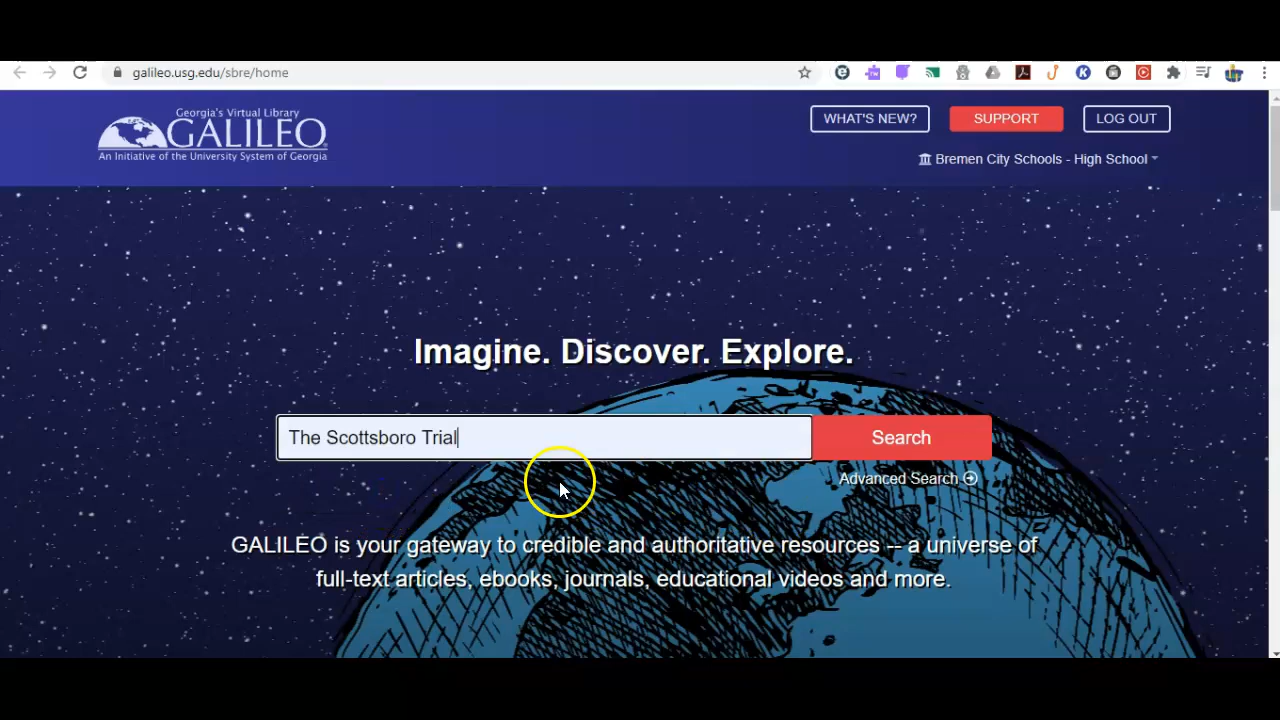 galileo.usg.edu/sbre/home
Georgia's Virtual Library
GALILEO
An Initiative of the University System of Georgia
WHAT'S NEW?
SUPPORT
LOG OUT
Bremen City Schools - High School
Imagine. Discover. Explore.
The Scottsboro Trial
Search
Advanced Search
GALILEO is your gateway to credible and authoritative resources -- a universe of
full-text articles, ebooks, journals, educational videos and more.